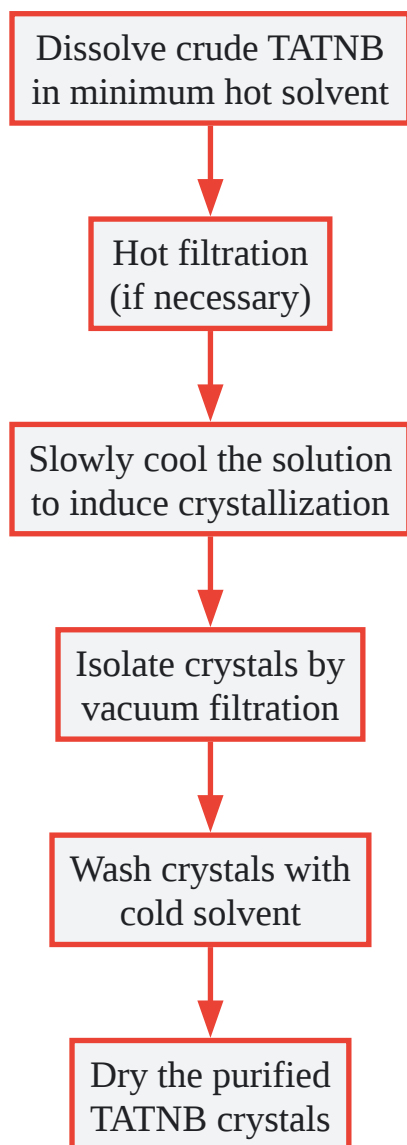 Dissolve crude TATNB
in minimum hot solvent
Hot filtration
(if necessary)
Slowly cool the solution
to induce crystallization
Isolate crystals by
vacuum filtration
Wash crystals with
cold solvent
Dry the purified
TATNB crystals